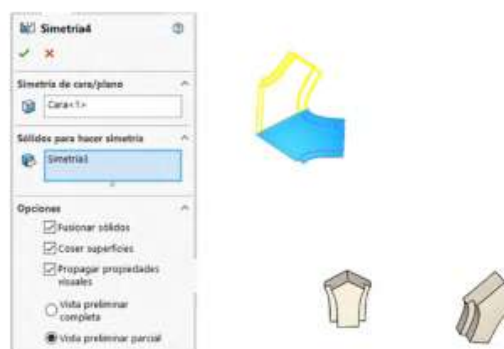 Simetría4
Simetría de cara/plano
Cara<1>
Sólidos para hacer simetría
Simetría3
Opciones
Fusionar sólidos
Coser superficies
Propagar propiedades
visuales
Vista preliminar
completa
Vista preliminar parcial